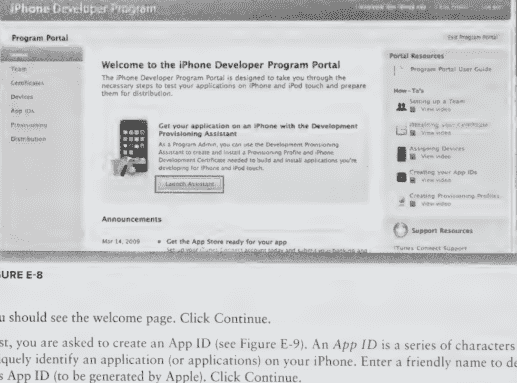 iPhone Developer Program
Program Portal
Exit Program Portal
Team
Certificates
Devices
App IDs
Provisioning
Distribution
Welcome to the iPhone Developer Program Portal
The iPhone Developer Program Portal is designed to take you through the
necessary steps to test your applications on iPhone and iPod touch and prepare
them for distribution.
Get your application on an iPhone with the Development
Provisioning Assistant
As a Program Admin, you can use the Development Provisioning
Assistant to create and install a Provisioning Profile and iPhone
Development Certificate needed to build and install applications you're
developing for iPhone and iPod touch.
Launch Assistant
Announcements
Mar 14, 2009 • Get the App Store ready for your app
Portal Resources
Program Portal User Guide
How-To's
Setting up a Team
View video
Obtaining your Certificate
View video
Assigning Devices
View video
Creating your App IDs
View video
Creating Provisioning Profiles
View video
Support Resources
iTunes Connect Support
URE E-8
u should see the welcome page. Click Continue.
st, you are asked to create an App ID (see Figure E-9). An App ID is a series of characters
quely identify an application (or applications) on your iPhone. Enter a friendly name to de
s App ID (to be generated by Apple). Click Continue.